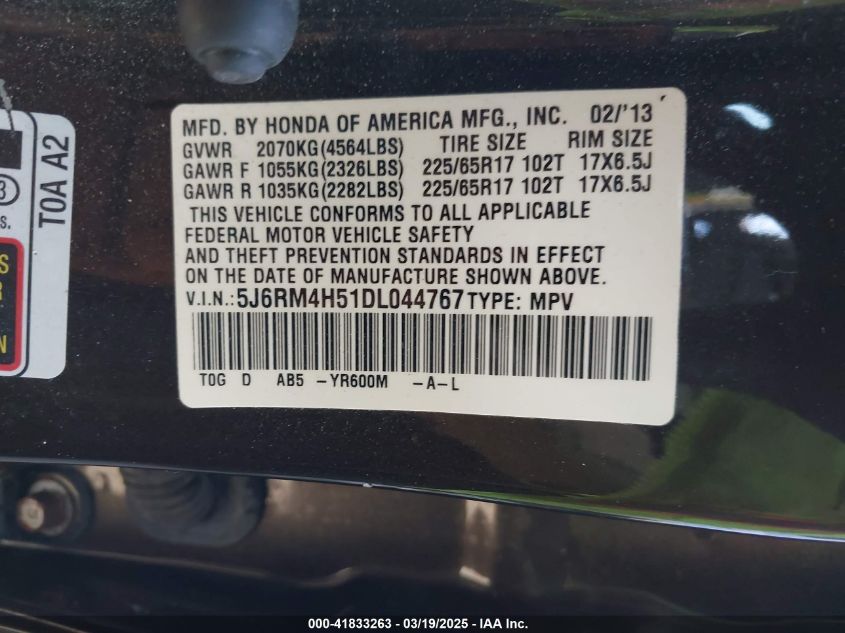 MFD. BY HONDA OF AMERICA MFG., INC. 02/'13
GVWR 2070KG(4564LBS) TIRE SIZE RIM SIZE
GAWR F 1055KG(2326LBS) 225/65R17 102T 17X6.5J
GAWR R 1035KG(2282LBS) 225/65R17 102T 17X6.5J
THIS VEHICLE CONFORMS TO ALL APPLICABLE
FEDERAL MOTOR VEHICLE SAFETY
AND THEFT PREVENTION STANDARDS IN EFFECT
ON THE DATE OF MANUFACTURE SHOWN ABOVE.
V.I.N.:5J6RM4H51DL044767 TYPE: MPV
T0G D AB5 -YR600M -A-L
T0A A2
000-41833263 - 03/19/2025 - IAA Inc.